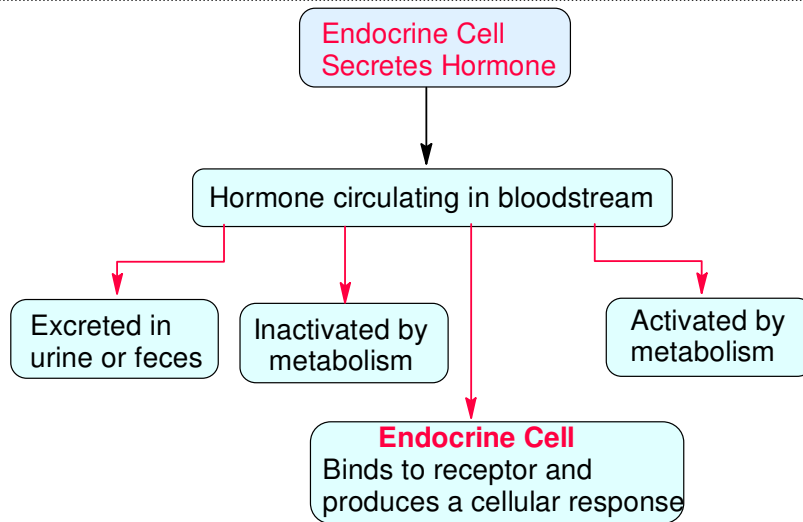 Endocrine Cell
Secretes Hormone
Hormone circulating in bloodstream
Excreted in
urine or feces
Inactivated by
metabolism
Activated by
metabolism
Endocrine Cell
Binds to receptor and
produces a cellular response